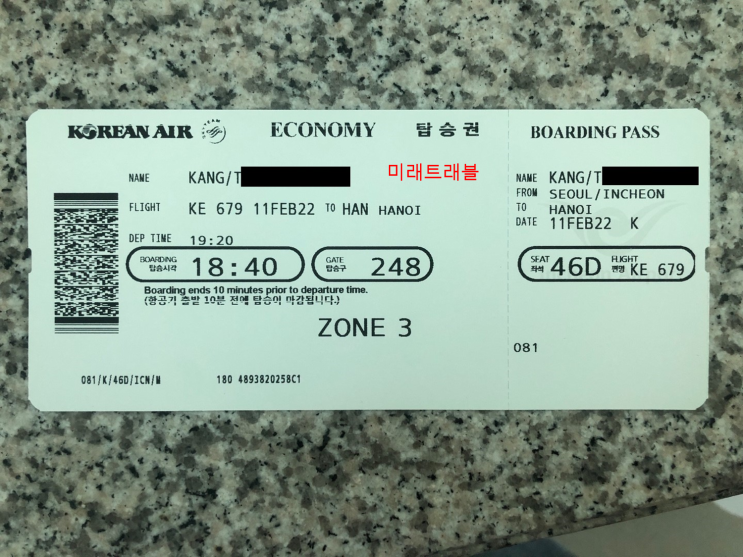 KOREAN AIR
ECONOMY 탑승권
NAME KANG/T
미래트래블
FLIGHT KE 679 11FEB22 TO HAN HANOI
DEP TIME 19:20
BOARDING 탑승시각 18:40
GATE 탑승구 248
Boarding ends 10 minutes prior to departure time.
(항공기 출발 10분 전에 탑승이 마감됩니다.)
ZONE 3
081/K/46D/ICN/M 180 4893820258C1
BOARDING PASS
NAME KANG/T
FROM SEOUL/INCHEON
TO HANOI
DATE 11FEB22 K
SEAT 좌석 46D FLIGHT 편명 KE 679
081